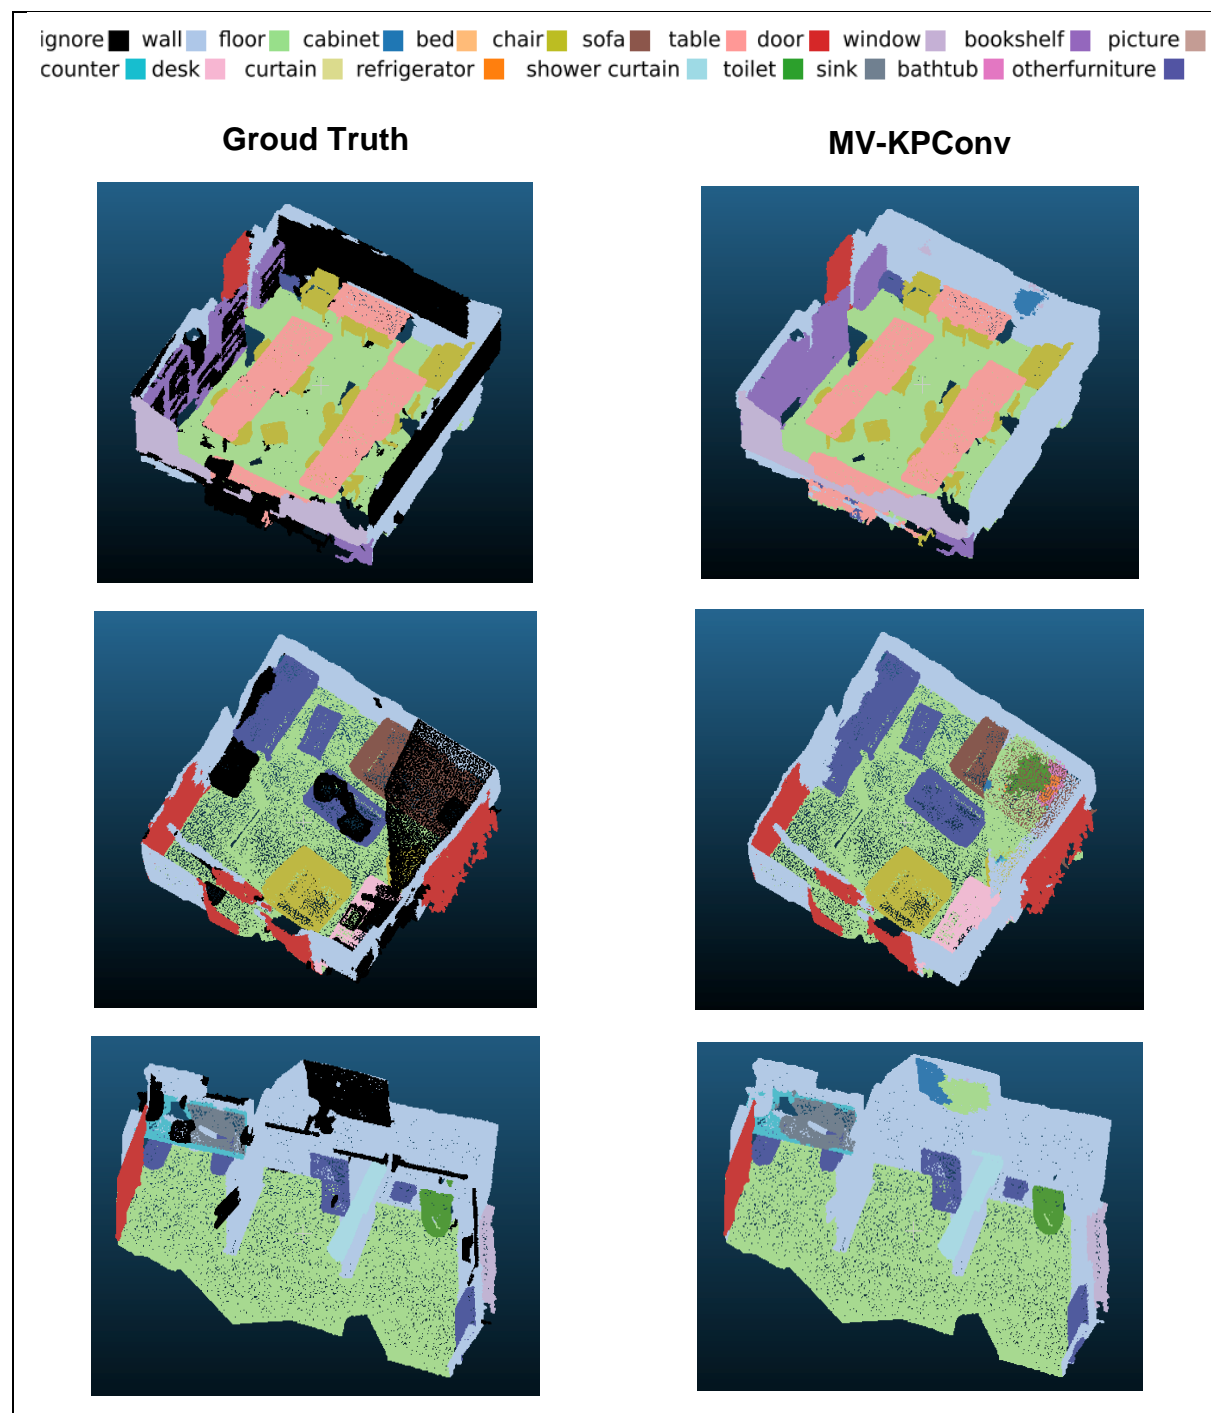 ignore wall floor cabinet bed chair sofa table door window bookshelf picture
counter desk curtain refrigerator shower curtain toilet sink bathtub otherfurniture
Groud Truth MV-KPConv